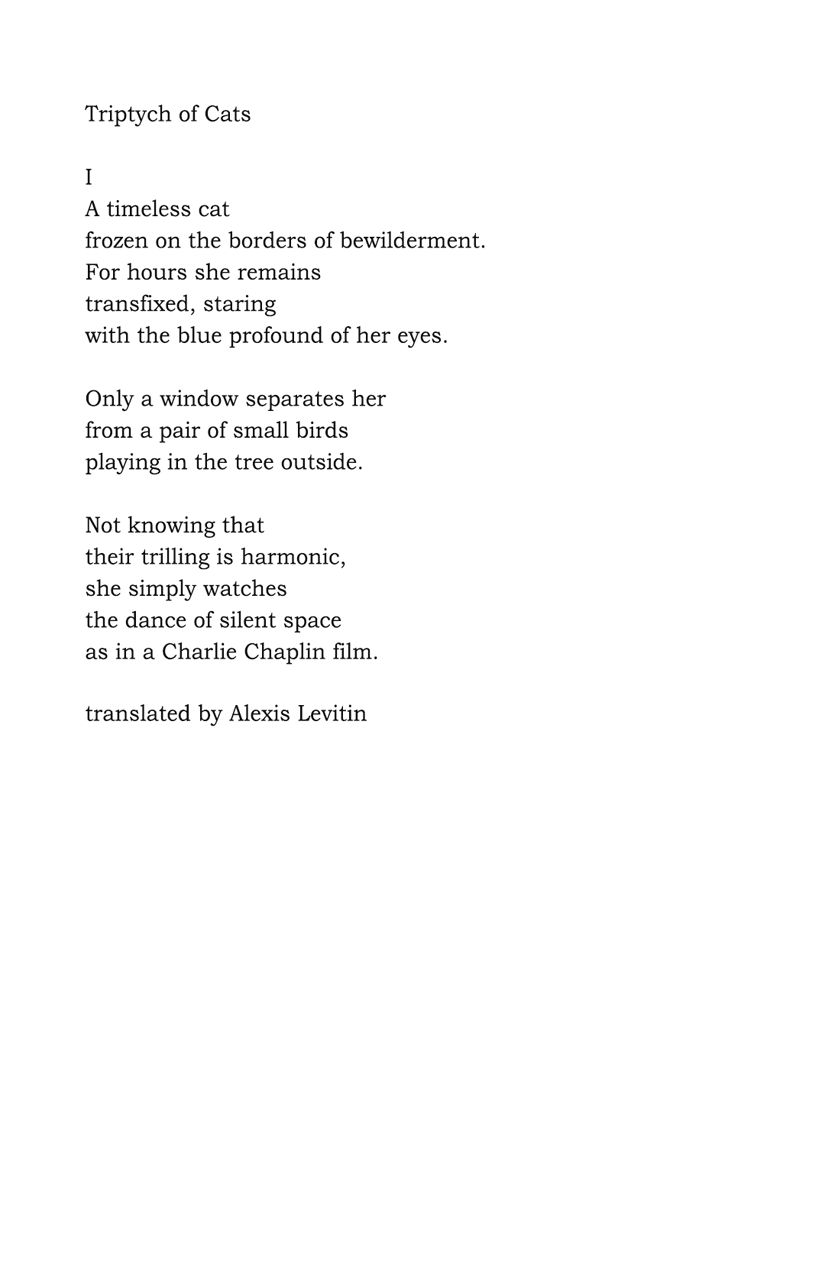 Triptych of Cats
I
A timeless cat
frozen on the borders of bewilderment.
For hours she remains
transfixed, staring
with the blue profound of her eyes.
Only a window separates her
from a pair of small birds
playing in the tree outside.
Not knowing that
their trilling is harmonic,
she simply watches
the dance of silent space
as in a Charlie Chaplin film.
translated by Alexis Levitin